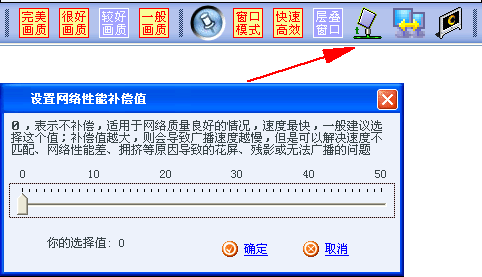 完美 很好 较好 一般 窗口 快速 层叠
画质 画质 画质 画质 模式 高效 窗口
设置网络性能补偿值
0，表示不补偿，适用于网络质量良好的情况，速度最快，一般建议选
择这个值；补偿值越大，则会导致广播速度越慢，但是可以解决速度不
匹配、网络性能差、拥挤等原因导致的花屏、残影或无法广播的问题
0 10 20 30 40 50
你的选择值: 0 确定 取消